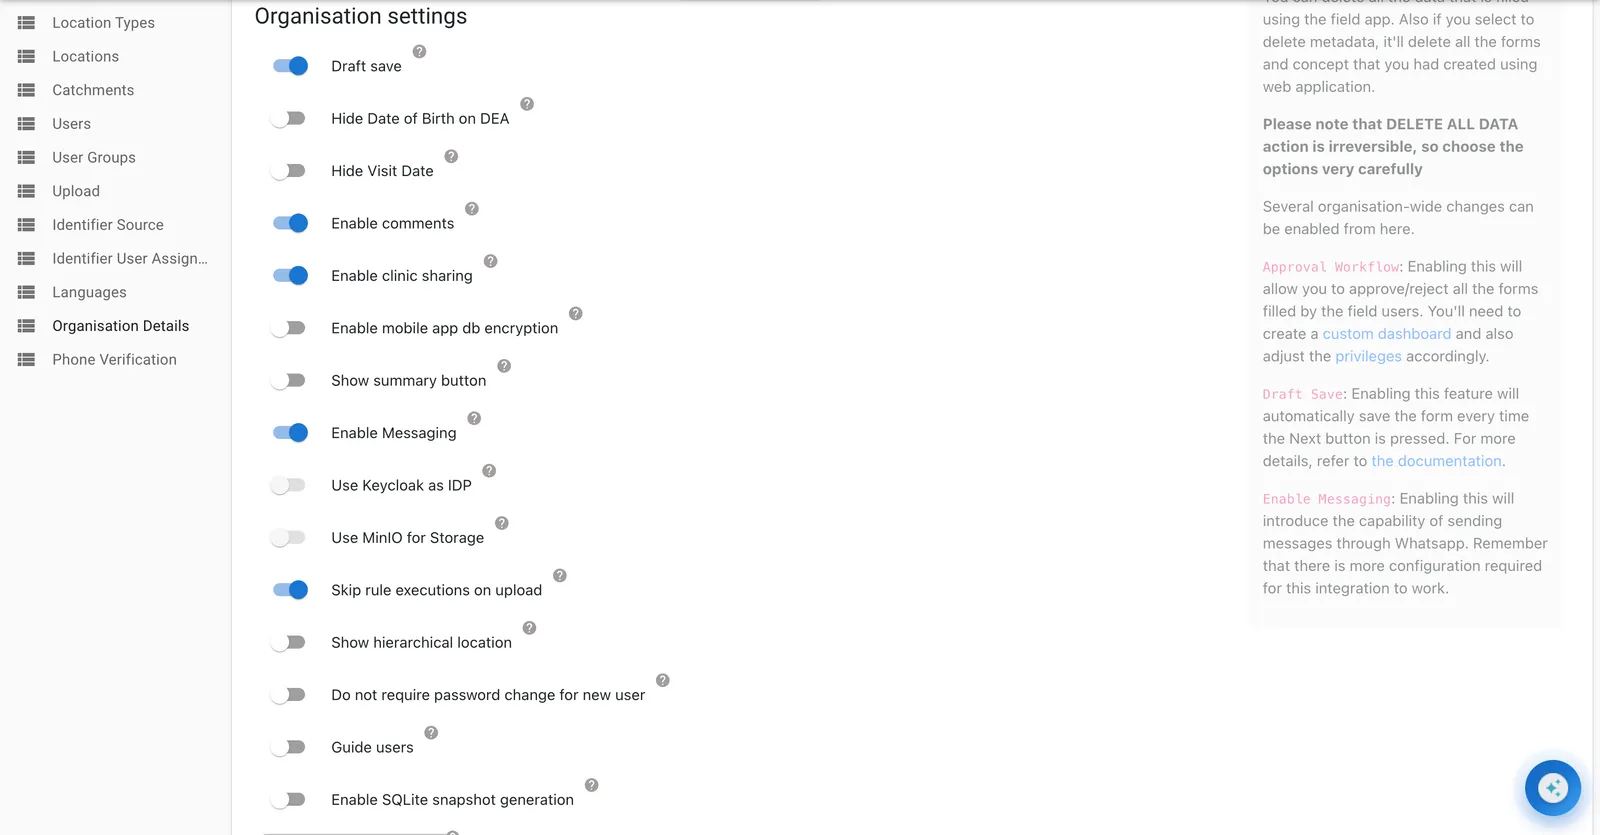 Location Types
Locations
Catchments
Users
User Groups
Upload
Identifier Source
Identifier User Assign...
Languages
Organisation Details
Phone Verification
Organisation settings
Draft save
Hide Date of Birth on DEA
Hide Visit Date
Enable comments
Enable clinic sharing
Enable mobile app db encryption
Show summary button
Enable Messaging
Use Keycloak as IDP
Use MinIO for Storage
Skip rule executions on upload
Show hierarchical location
Do not require password change for new user
Guide users
Enable SQLite snapshot generation
You can delete all the data that is filled
using the field app. Also if you select to
delete metadata, it'll delete all the forms
and concept that you had created using
web application.
Please note that DELETE ALL DATA
action is irreversible, so choose the
options very carefully
Several organisation-wide changes can
be enabled from here.
Approval Workflow: Enabling this will
allow you to approve/reject all the forms
filled by the field users. You'll need to
create a custom dashboard and also
adjust the privileges accordingly.
Draft Save: Enabling this feature will
automatically save the form every time
the Next button is pressed. For more
details, refer to the documentation.
Enable Messaging: Enabling this will
introduce the capability of sending
messages through Whatsapp. Remember
that there is more configuration required
for this integration to work.